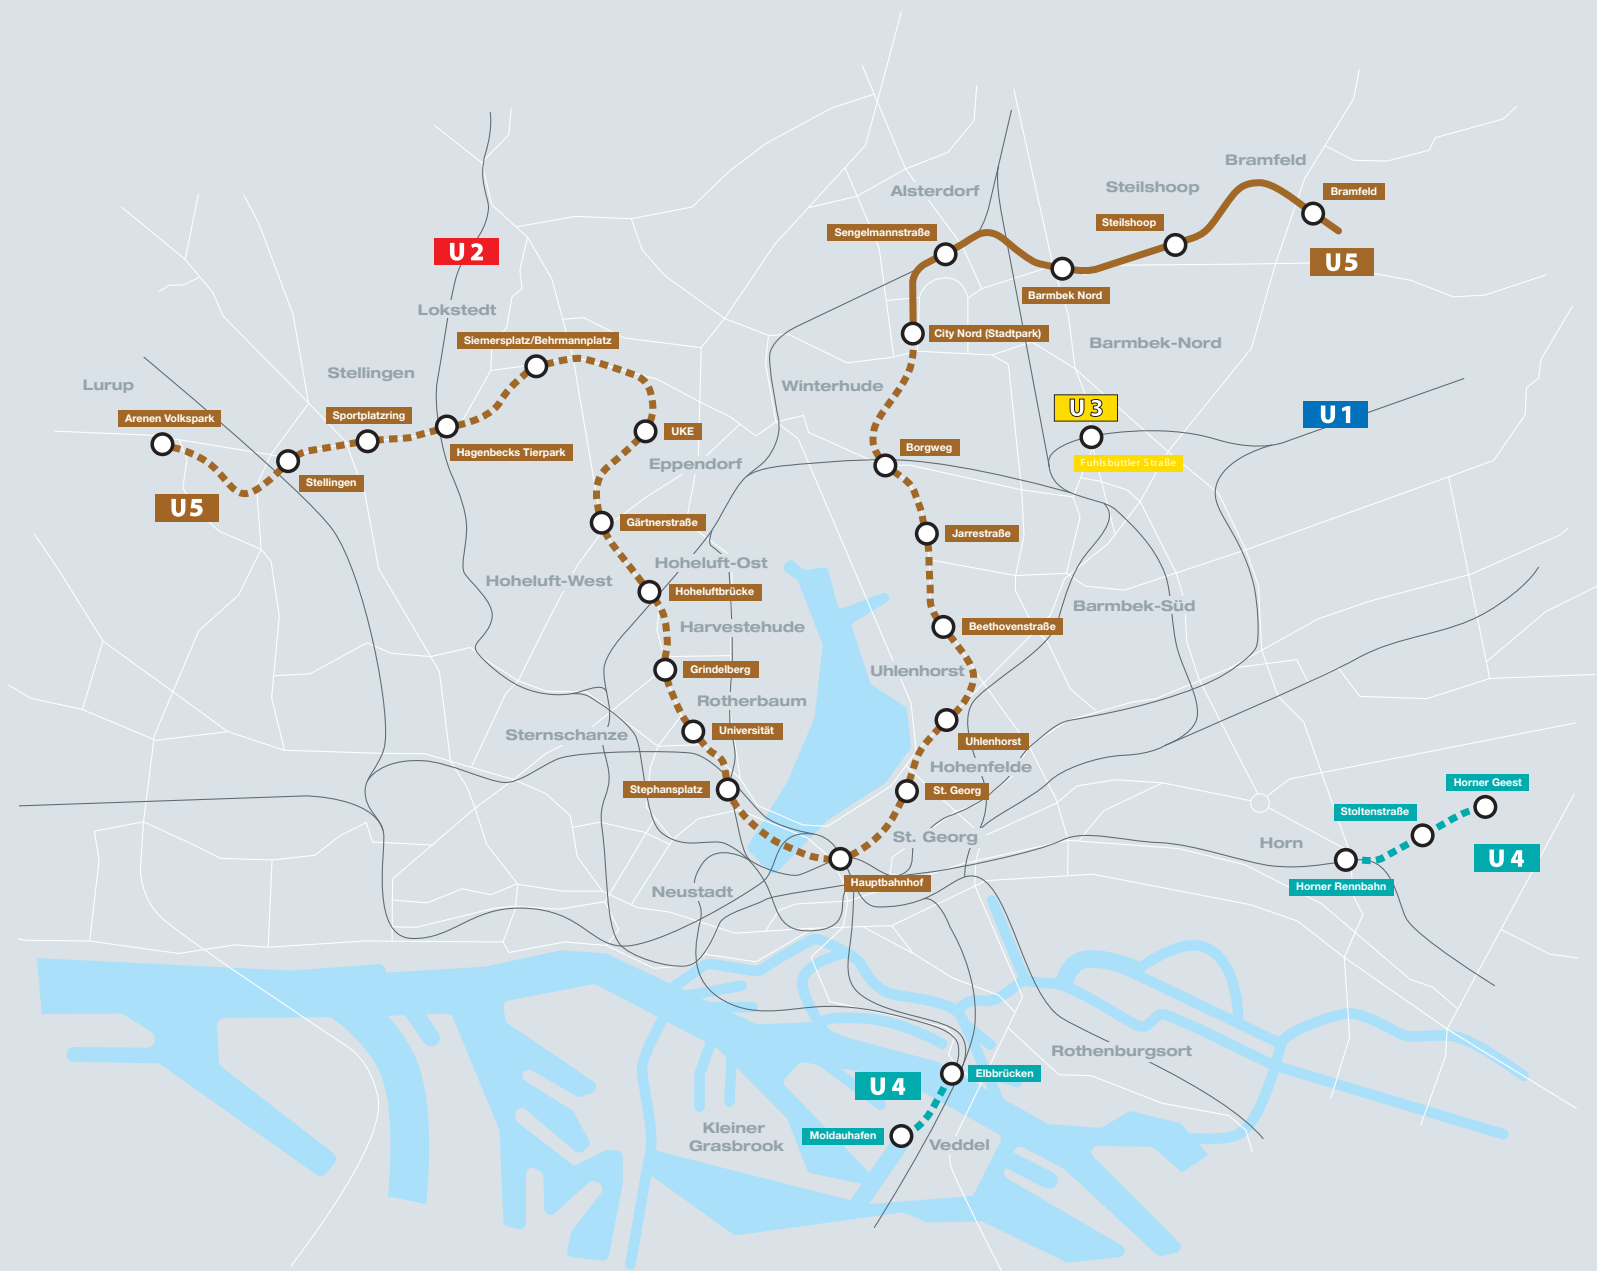 Bramfeld
Steilshoop
Alsterdorf
Bramfeld
Steilshoop
Sengelmannstraße
U2
U5
Barmbek Nord
Lokstedt
City Nord (Stadtpark)
Siemersplatz/Behrmannplatz
Barmbek-Nord
Stellingen
Lurup
Winterhude
U3
U1
Arenen Volkspark
Sportplatzring
UKE
Borgweg
Hagenbecks Tierpark
Eppendorf
Fuhlsbüttler Straße
Stellingen
U5
Gärtnerstraße
Jarrestraße
Hoheluft-Ost
Hoheluft-West
Hoheluftbrücke
Barmbek-Süd
Harvestehude
Beethovenstraße
Grindelberg
Uhlenhorst
Rotherbaum
Sternschanze
Universität
Uhlenhorst
Hohenfelde
Stephansplatz
St. Georg
Horner Geest
Stoltenstraße
St. Georg
Horn
U4
Hauptbahnhof
Horner Rennbahn
Neustadt
Rothenburgsort
Elbbrücken
U4
Kleiner
Grasbrook
Moldauhafen
Veddel